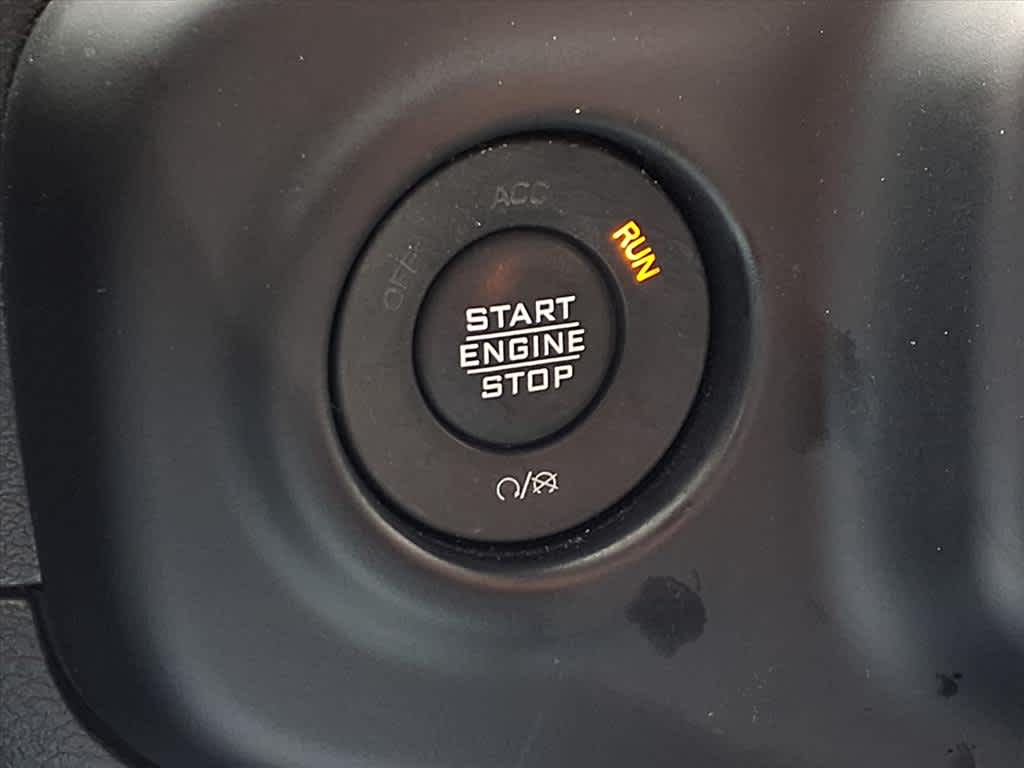 ACC
OFF
RUN
START
ENGINE
STOP